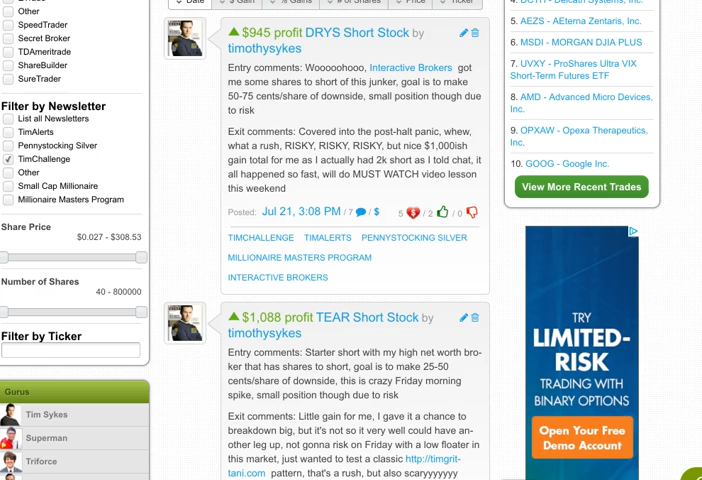 Other
SpeedTrader
Secret Broker
TDAmeritrade
ShareBuilder
SureTrader
Filter by Newsletter
List all Newsletters
TimAlerts
Pennystocking Silver
TimChallenge
Other
Small Cap Millionaire
Millionaire Masters Program
Share Price
$0.027 - $308.53
Number of Shares
40 - 800000
Filter by Ticker
Gurus
Tim Sykes
Superman
Triforce
$945 profit DRYS Short Stock by
timothysykes
Entry comments: Wooooohooo, Interactive Brokers got
me some shares to short of this junker, goal is to make
50-75 cents/share of downside, small position though due
to risk
Exit comments: Covered into the post-halt panic, whew,
what a rush, RISKY, RISKY, RISKY, but nice $1,000ish
gain total for me as I actually had 2k short as I told chat, it
all happened so fast, will do MUST WATCH video lesson
this weekend
Posted: Jul 21, 3:08 PM / 7 / $ 5 / 2 / 0
TIMCHALLENGE TIMALERTS PENNYSTOCKING SILVER
MILLIONAIRE MASTERS PROGRAM
INTERACTIVE BROKERS
$1,088 profit TEAR Short Stock by
timothysykes
Entry comments: Starter short with my high net worth bro-
ker that has shares to short, goal is to make 25-50
cents/share of downside, this is crazy Friday morning
spike, small position though due to risk
Exit comments: Little gain for me, I gave it a chance to
breakdown big, but it's not so it very well could have an-
other leg up, not gonna risk on Friday with a low floater in
this market, just wanted to test a classic http://timgrit-
tani.com pattern, that's a rush, but also scaryyyyyyy
5. AEZS - AEterna Zentaris, Inc.
6. MSDI - MORGAN DJIA PLUS
7. UVXY - ProShares Ultra VIX
Short-Term Futures ETF
8. AMD - Advanced Micro Devices,
Inc.
9. OPXAW - Opexa Therapeutics,
Inc.
10. GOOG - Google Inc.
View More Recent Trades
TRY
LIMITED-
RISK
TRADING WITH
BINARY OPTIONS
Open Your Free
Demo Account